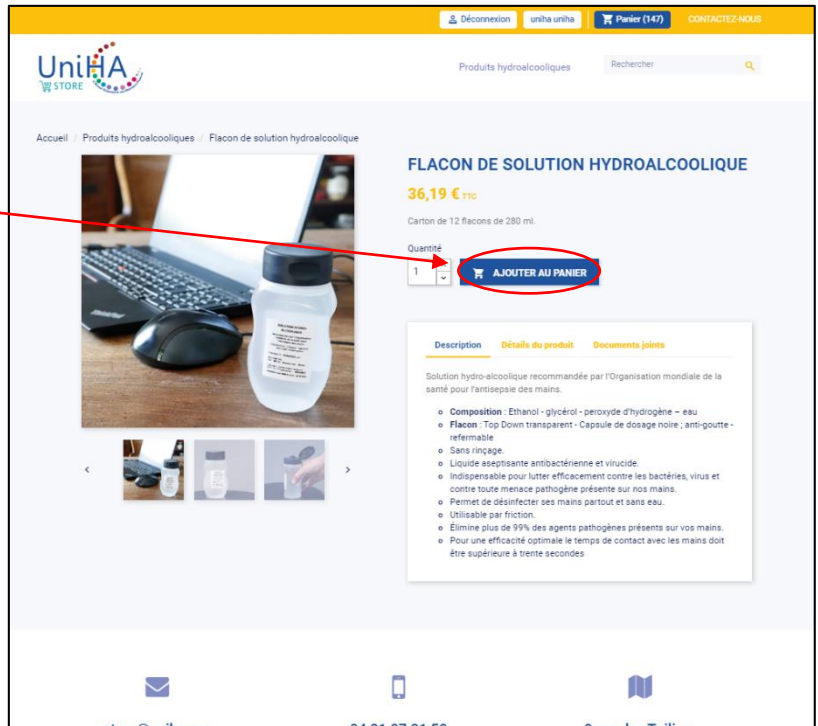 Déconnexion uniha uniha Panier (147) CONTACTEZ-NOUS
UniHA
STORE
Produits hydroalcooliques Rechercher
Accueil / Produits hydroalcooliques / Flacon de solution hydroalcoolique
FLACON DE SOLUTION HYDROALCOOLIQUE
36,19 € TTC
Carton de 12 flacons de 280 ml.
Quantité
1 AJOUTER AU PANIER
Description Détails du produit Documents joints
Solution hydro-alcoolique recommandée par l'Organisation mondiale de la
santé pour l'antisepsie des mains.
Composition : Ethanol - glycérol - peroxyde d'hydrogène – eau
Flacon : Top Down transparent - Capsule de dosage noire ; anti-goutte -
refermable
Sans rinçage.
Liquide aseptisante antibactérienne et virucide.
Indispensable pour lutter efficacement contre les bactéries, virus et
contre toute menace pathogène présente sur nos mains.
Permet de désinfecter ses mains partout et sans eau.
Utilisable par friction.
Élimine plus de 99% des agents pathogènes présents sur vos mains.
Pour une efficacité optimale le temps de contact avec les mains doit
être supérieure à trente secondes